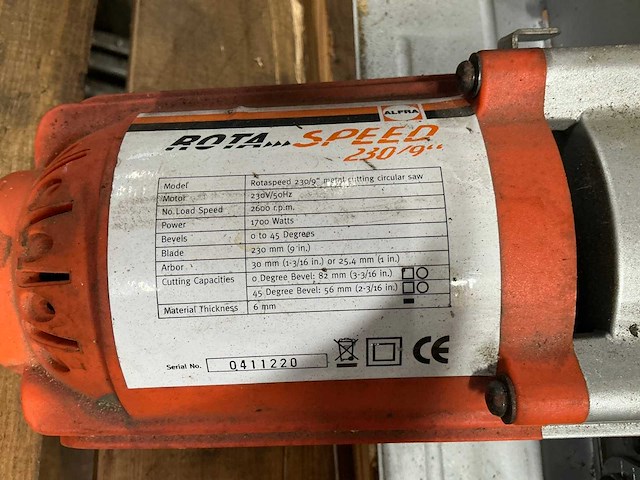 ALFRA
ROTA SPEED
230/9"
Model Rotaspeed 230/9" metal cutting circular saw
Motor 230V/50Hz
No. Load Speed 2600 r.p.m.
Power 1700 Watts
Bevels 0 to 45 Degrees
Blade 230 mm (9 in.)
Arbor 30 mm (1-3/16 in.) or 25,4 mm (1 in.)
Cutting Capacities 0 Degree Bevel: 82 mm (3-3/16 in.)
45 Degree Bevel: 56 mm (2-3/16 in.)
Material Thickness 6 mm
Serial No. 0411220
CE